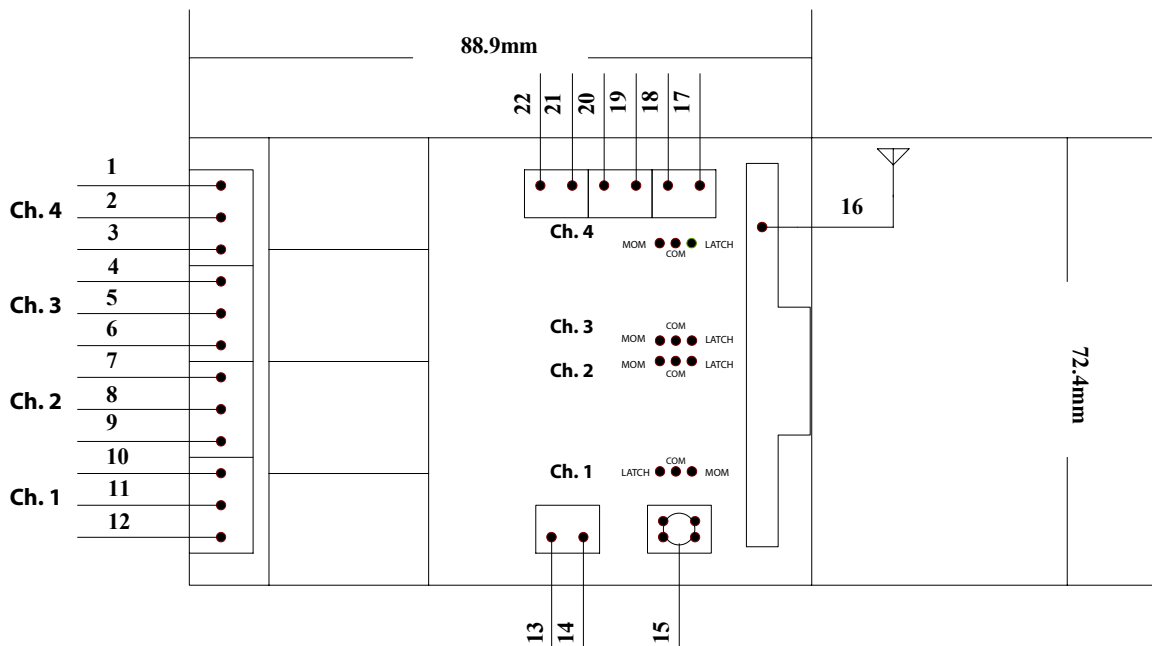 88.9mm
22 21 20 19 18 17
1
Ch. 4
2
3
16
Ch. 4
MOM LATCH
COM
4
Ch. 3
5
6
Ch. 3
COM
MOM LATCH
7
Ch. 2
8
9
Ch. 2
MOM LATCH
COM
72.4mm
10
Ch. 1
11
12
Ch. 1
COM
LATCH MOM
13 14 15